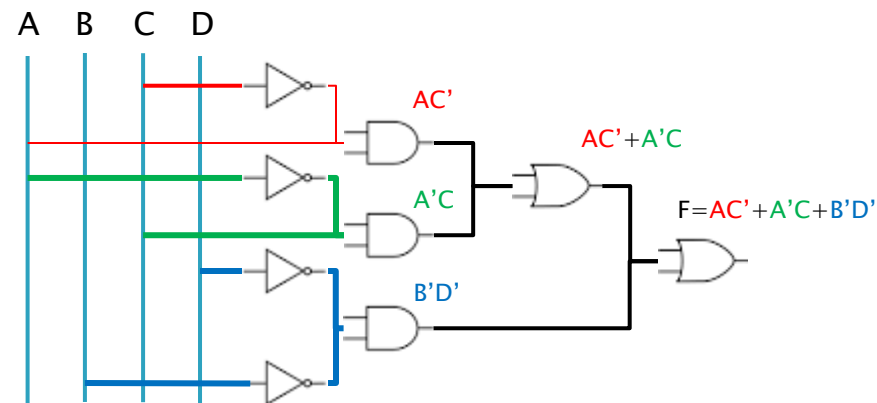 A B C D
AC’
AC’+A’C
A’C
F=AC’+A’C+B’D’
B’D’